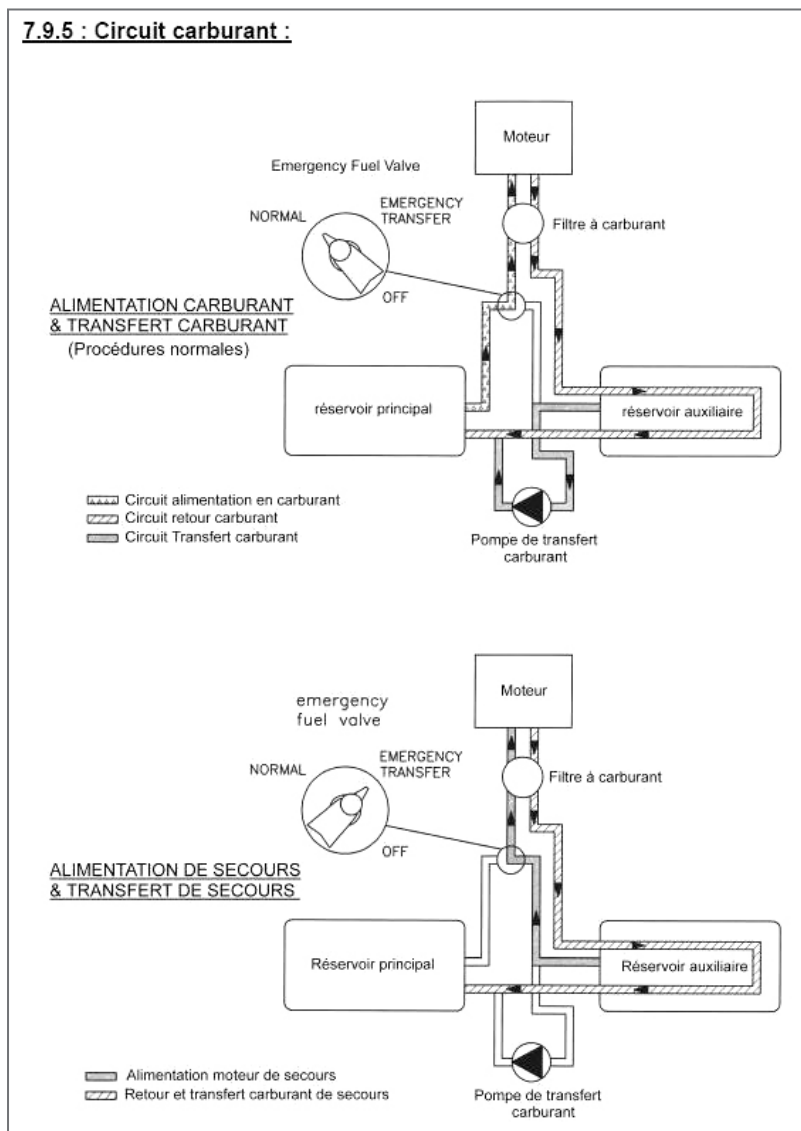 7.9.5 : Circuit carburant :
Moteur
Emergency Fuel Valve
NORMAL
EMERGENCY
TRANSFER
OFF
Filtre à carburant
ALIMENTATION CARBURANT
& TRANSFERT CARBURANT
(Procédures normales)
réservoir principal
réservoir auxiliaire
Circuit alimentation en carburant
Circuit retour carburant
Circuit Transfert carburant
Pompe de transfert
carburant
Moteur
emergency
fuel valve
NORMAL
EMERGENCY
TRANSFER
OFF
Filtre à carburant
ALIMENTATION DE SECOURS
& TRANSFERT DE SECOURS
Réservoir principal
Réservoir auxiliaire
Alimentation moteur de secours
Retour et transfert carburant de secours
Pompe de transfert
carburant